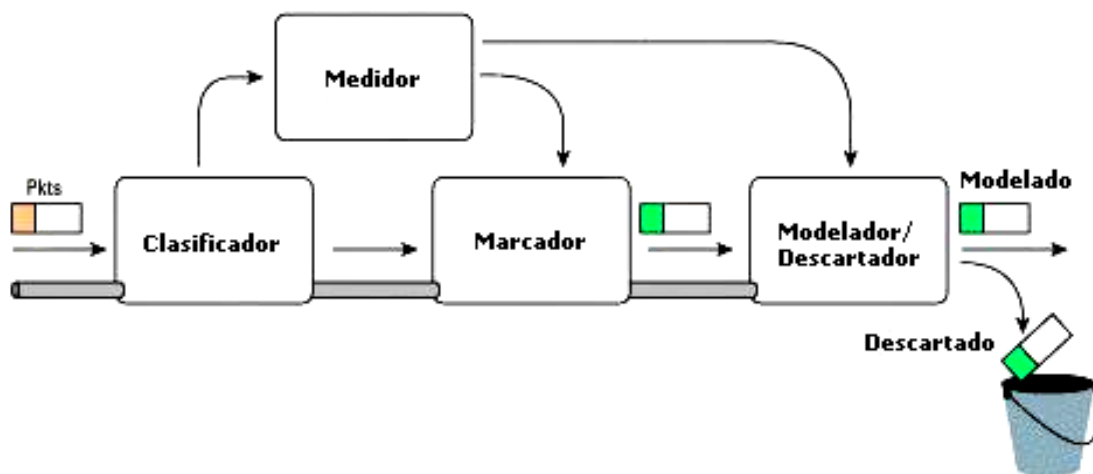 Medidor
Pkts
Clasificador
Marcador
Modelador/
Descartador
Modelado
Descartado